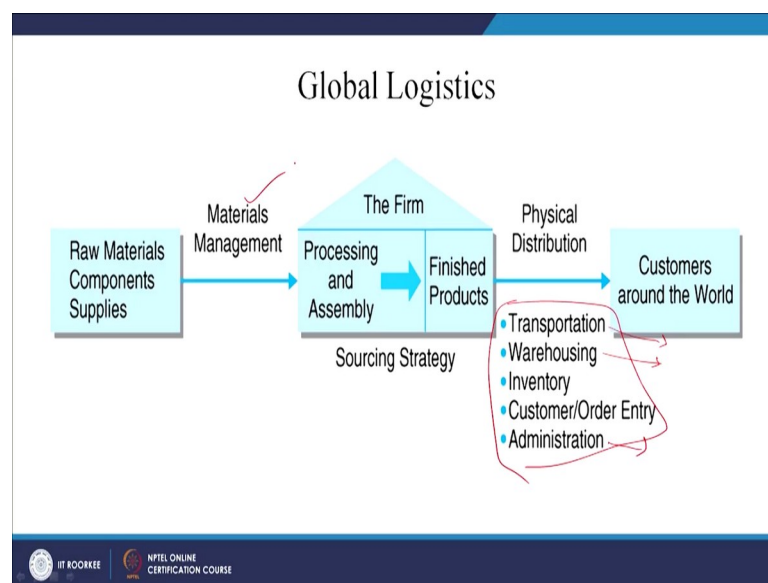 Global Logistics
Raw Materials
Components
Supplies
Materials
Management
The Firm
Processing
and
Assembly
Finished
Products
Sourcing Strategy
Physical
Distribution
•Transportation
•Warehousing
•Inventory
•Customer/Order Entry
•Administration
Customers
around the World
IIT ROORKEE
NPTEL ONLINE
CERTIFICATION COURSE